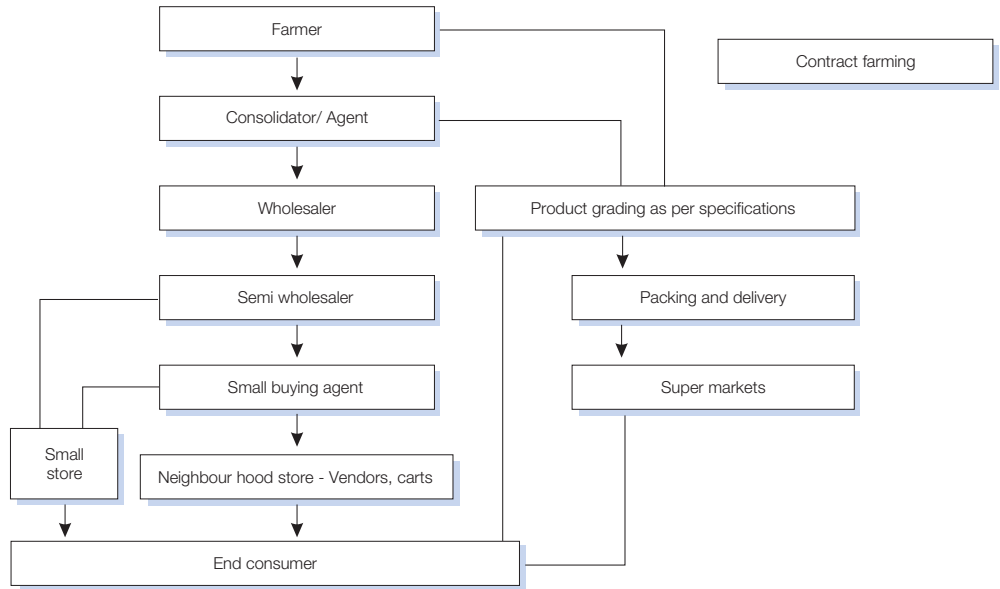 Farmer
Contract farming
Consolidator/ Agent
Wholesaler
Product grading as per specifications
Semi wholesaler
Packing and delivery
Small buying agent
Super markets
Small
store
Neighbour hood store - Vendors, carts
End consumer